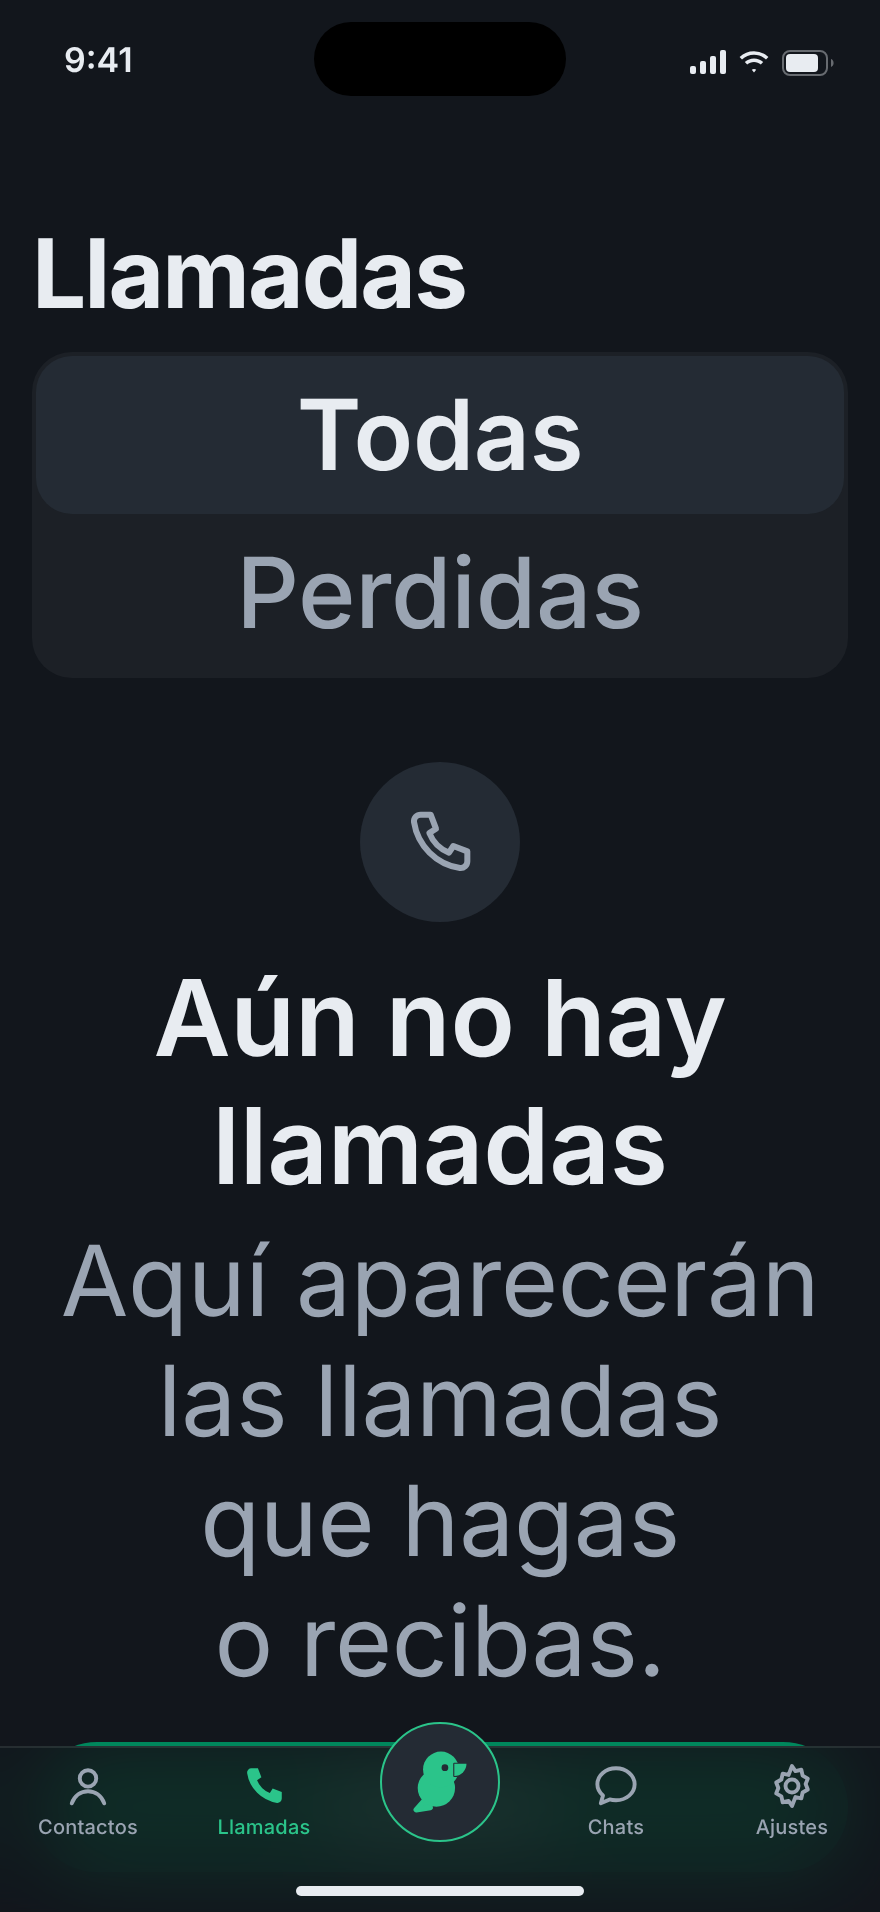 9:41
Llamadas
Todas
Perdidas
Aún no hay
llamadas
Aquí aparecerán
las llamadas
que hagas
o recibas.
Contactos
Llamadas
Chats
Ajustes